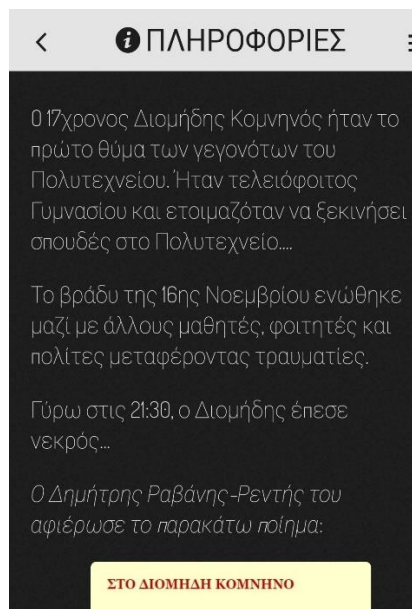 ΠΛΗΡΟΦΟΡΙΕΣ
Ο 17χρονος Διομήδης Κομνηνός ήταν το
πρώτο θύμα των γεγονότων του
Πολυτεχνείου. Ήταν τελειόφοιτος
Γυμνασίου και ετοιμαζόταν να ξεκινήσει
σπουδές στο Πολυτεχνείο....
Το βράδυ της 16ης Νοεμβρίου ενώθηκε
μαζί με άλλους μαθητές, φοιτητές και
πολίτες μεταφέροντας τραυματίες.
Γύρω στις 21:30, ο Διομήδης έπεσε
νεκρός...
Ο Δημήτρης Ραβάνης-Ρεντής του
αφιέρωσε το παρακάτω ποίημα:
ΣΤΟ ΔΙΟΜΗΔΗ ΚΟΜΝΗΝΟ